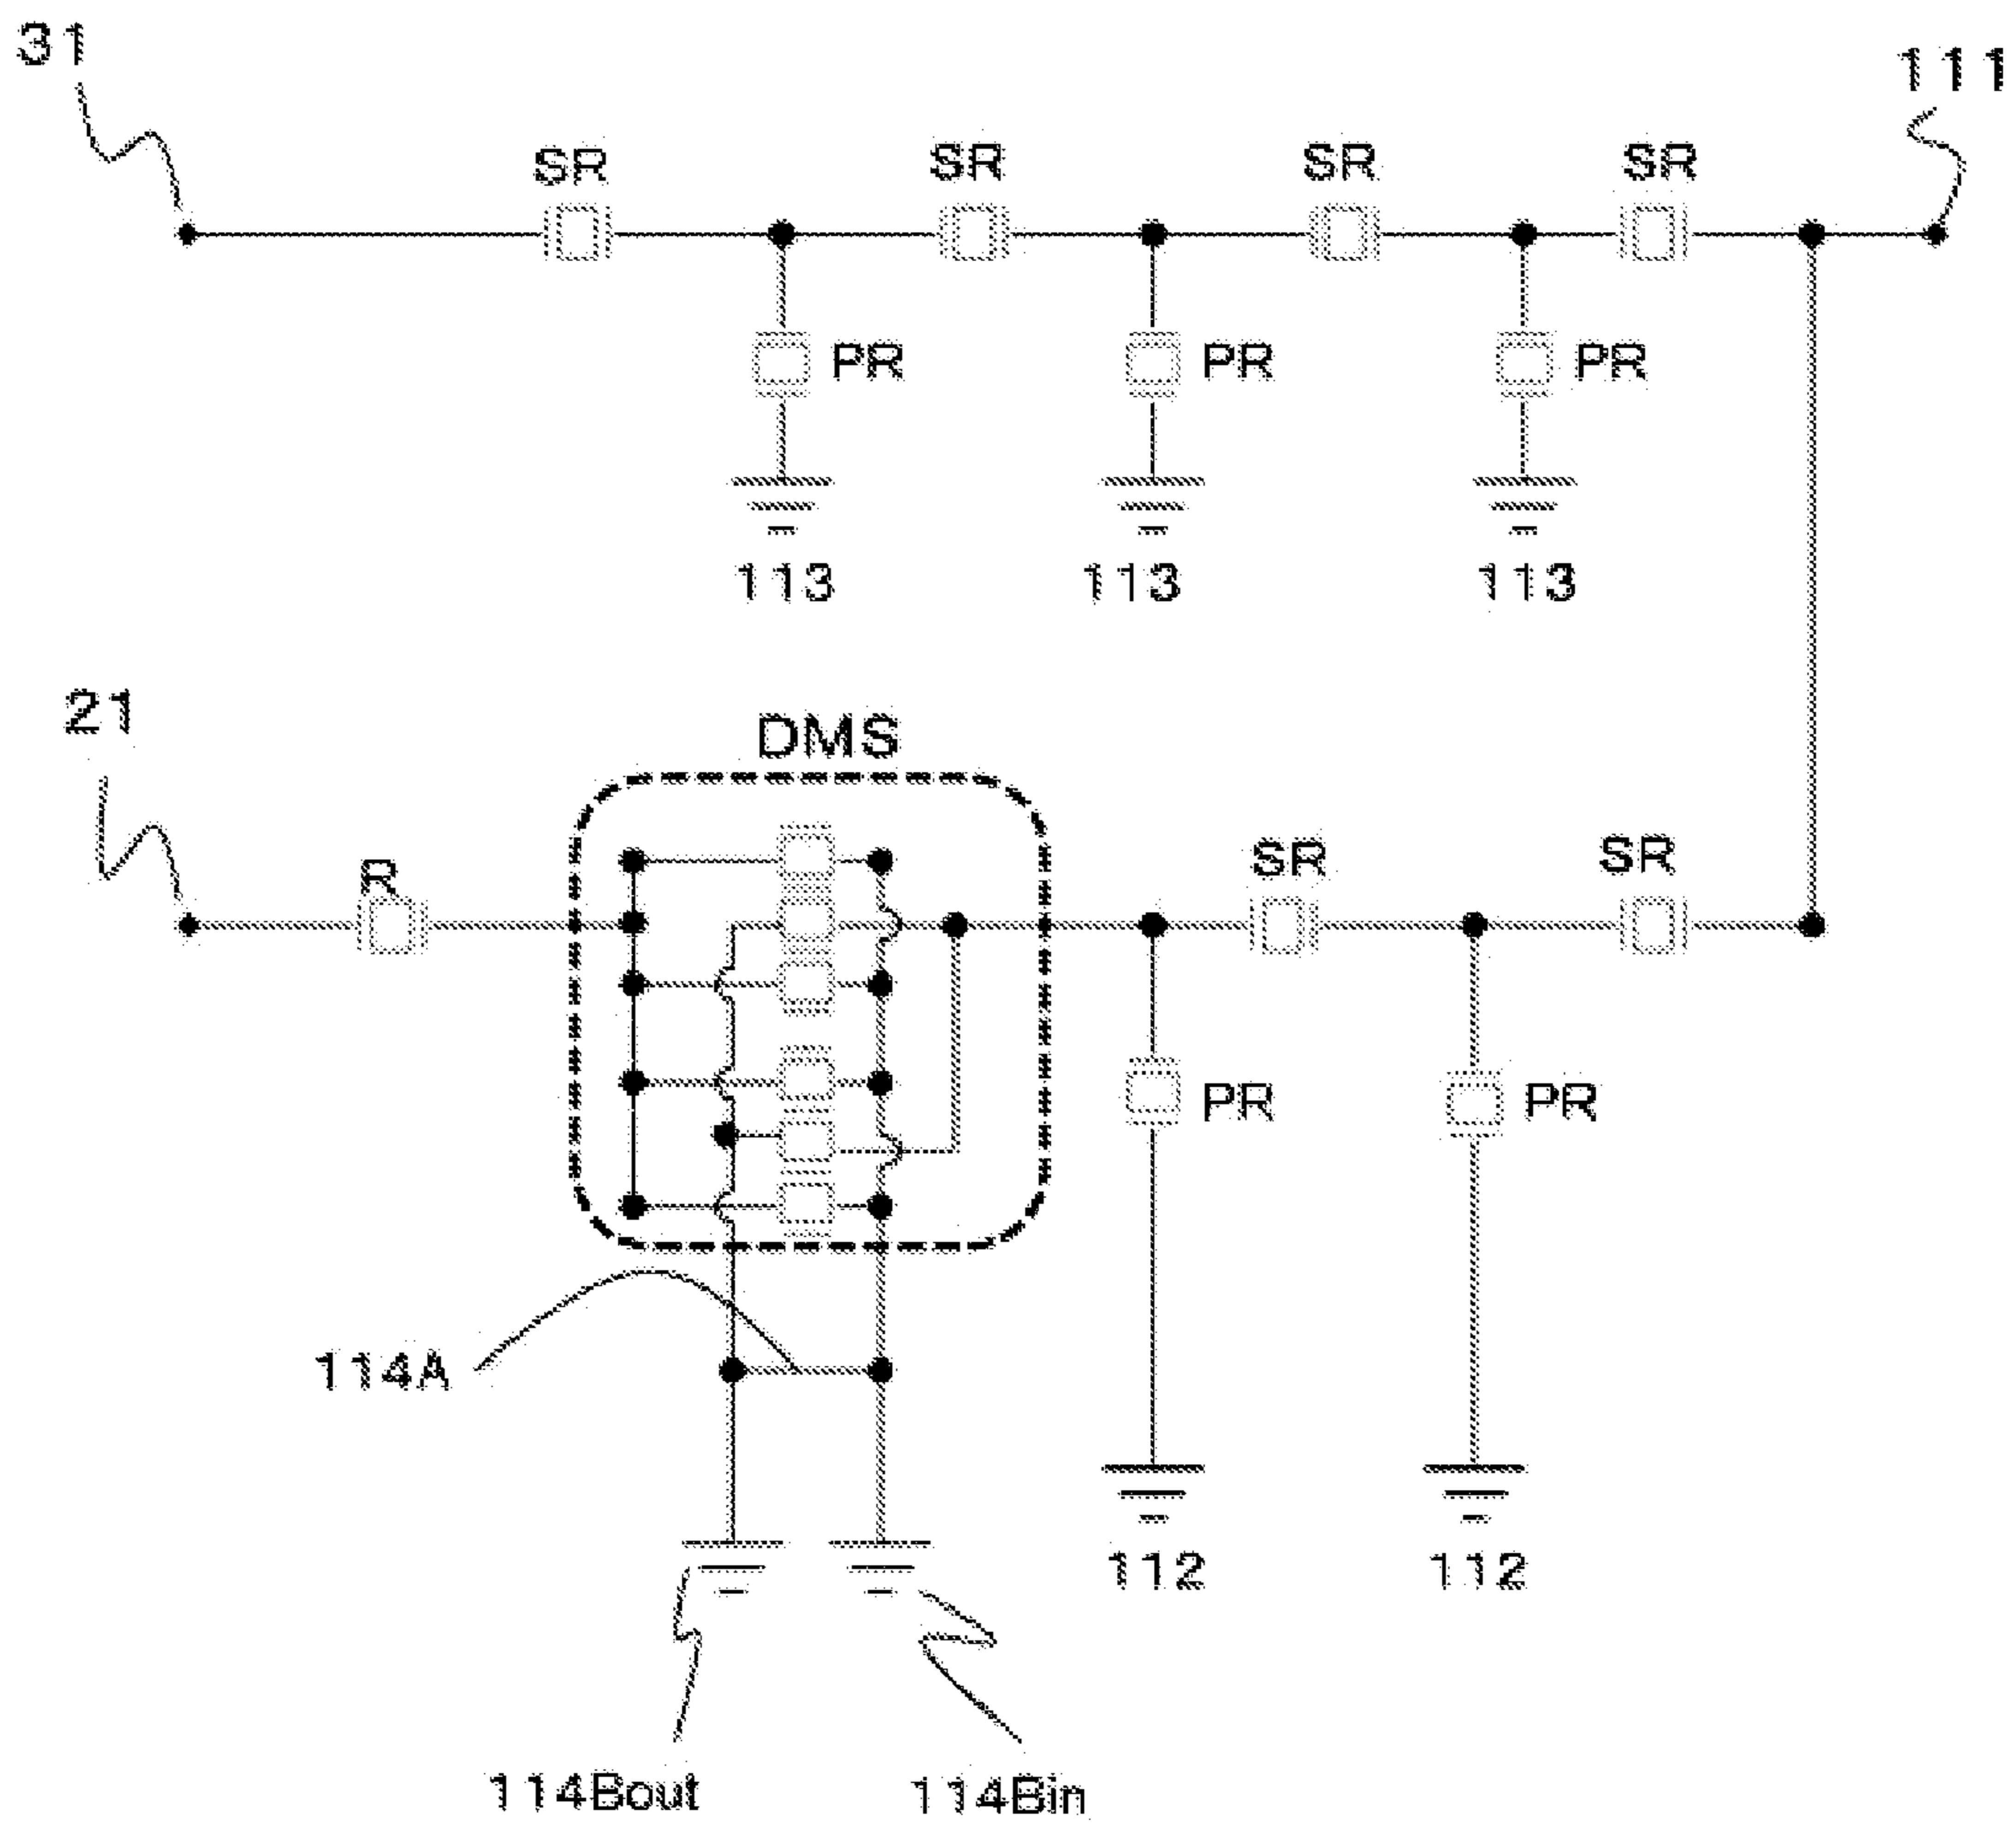 31
111
SR SR SR SR
PR PR PR
113 113 113
21
DMS
R
SR SR
PR PR
114A
112 112
114Bout 114Bin